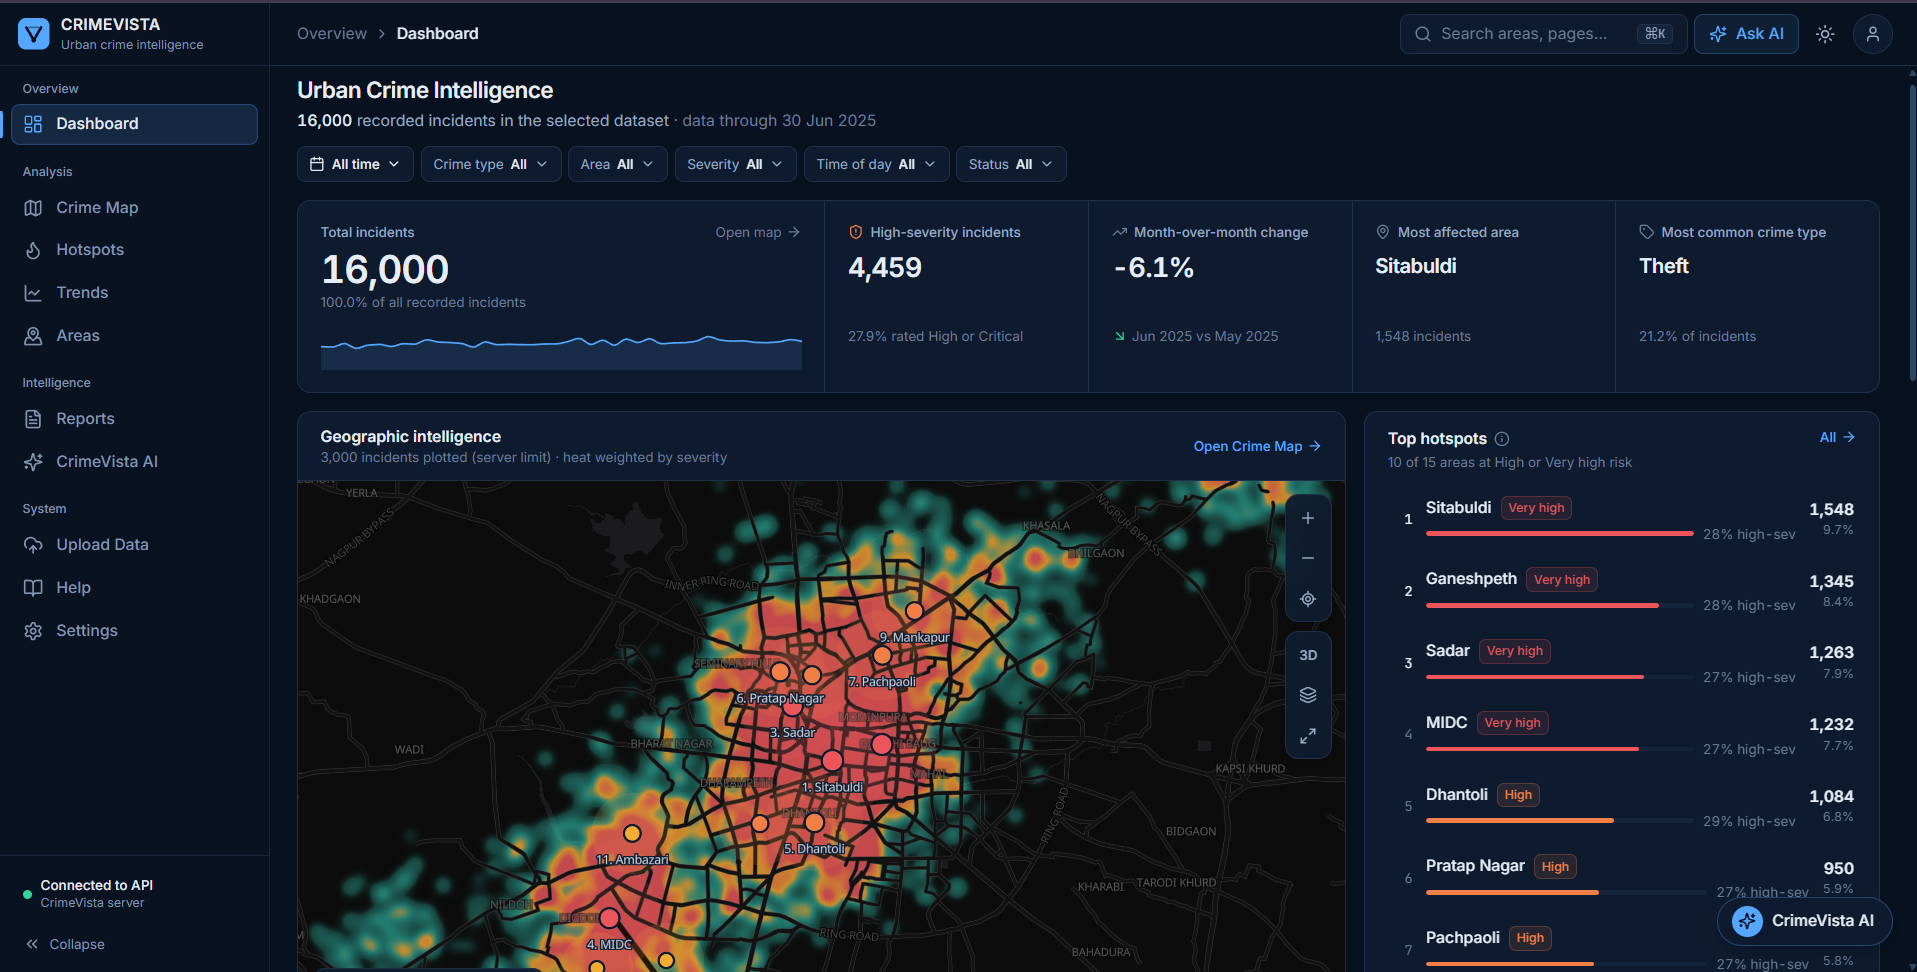 CRIMEVISTA
Urban crime intelligence
Overview
Dashboard
Analysis
Crime Map
Hotspots
Trends
Areas
Intelligence
Reports
CrimeVista AI
System
Upload Data
Help
Settings
Connected to API
CrimeVista server
Collapse
Overview > Dashboard
Search areas, pages... ⌘K
Ask AI
Urban Crime Intelligence
16,000 recorded incidents in the selected dataset · data through 30 Jun 2025
All time
Crime type All
Area All
Severity All
Time of day All
Status All
Total incidents
Open map →
16,000
100.0% of all recorded incidents
High-severity incidents
4,459
27.9% rated High or Critical
Month-over-month change
-6.1%
Jun 2025 vs May 2025
Most affected area
Sitabuldi
1,548 incidents
Most common crime type
Theft
21.2% of incidents
Geographic intelligence
3,000 incidents plotted (server limit) · heat weighted by severity
Open Crime Map →
YERLA
NAGPUR BYPASS
NAGPUR BYPASS
KHASALA
BHILGAON
INNER RING ROAD
KHADGAON
9. Mankapur
7. Pachpaoli
6. Pratap Nagar
3. Sadar
BHARAT NAGAR
WADI
MAHAL
KAPSI KHURD
1. Sitabuldi
RING ROAD
BIDGAON
5. Dhantoli
11. Ambazari
KHARABI
TARODI KHURD
NILDOH
4. MIDC
RING ROAD
BAHADURA
3D
Top hotspots
All →
10 of 15 areas at High or Very high risk
1 Sitabuldi Very high 1,548
28% high-sev 9.7%
2 Ganeshpeth Very high 1,345
28% high-sev 8.4%
3 Sadar Very high 1,263
27% high-sev 7.9%
4 MIDC Very high 1,232
27% high-sev 7.7%
5 Dhantoli High 1,084
29% high-sev 6.8%
6 Pratap Nagar High 950
27% high-sev 5.9%
7 Pachpaoli High
27% high-sev 5.8%
CrimeVista AI